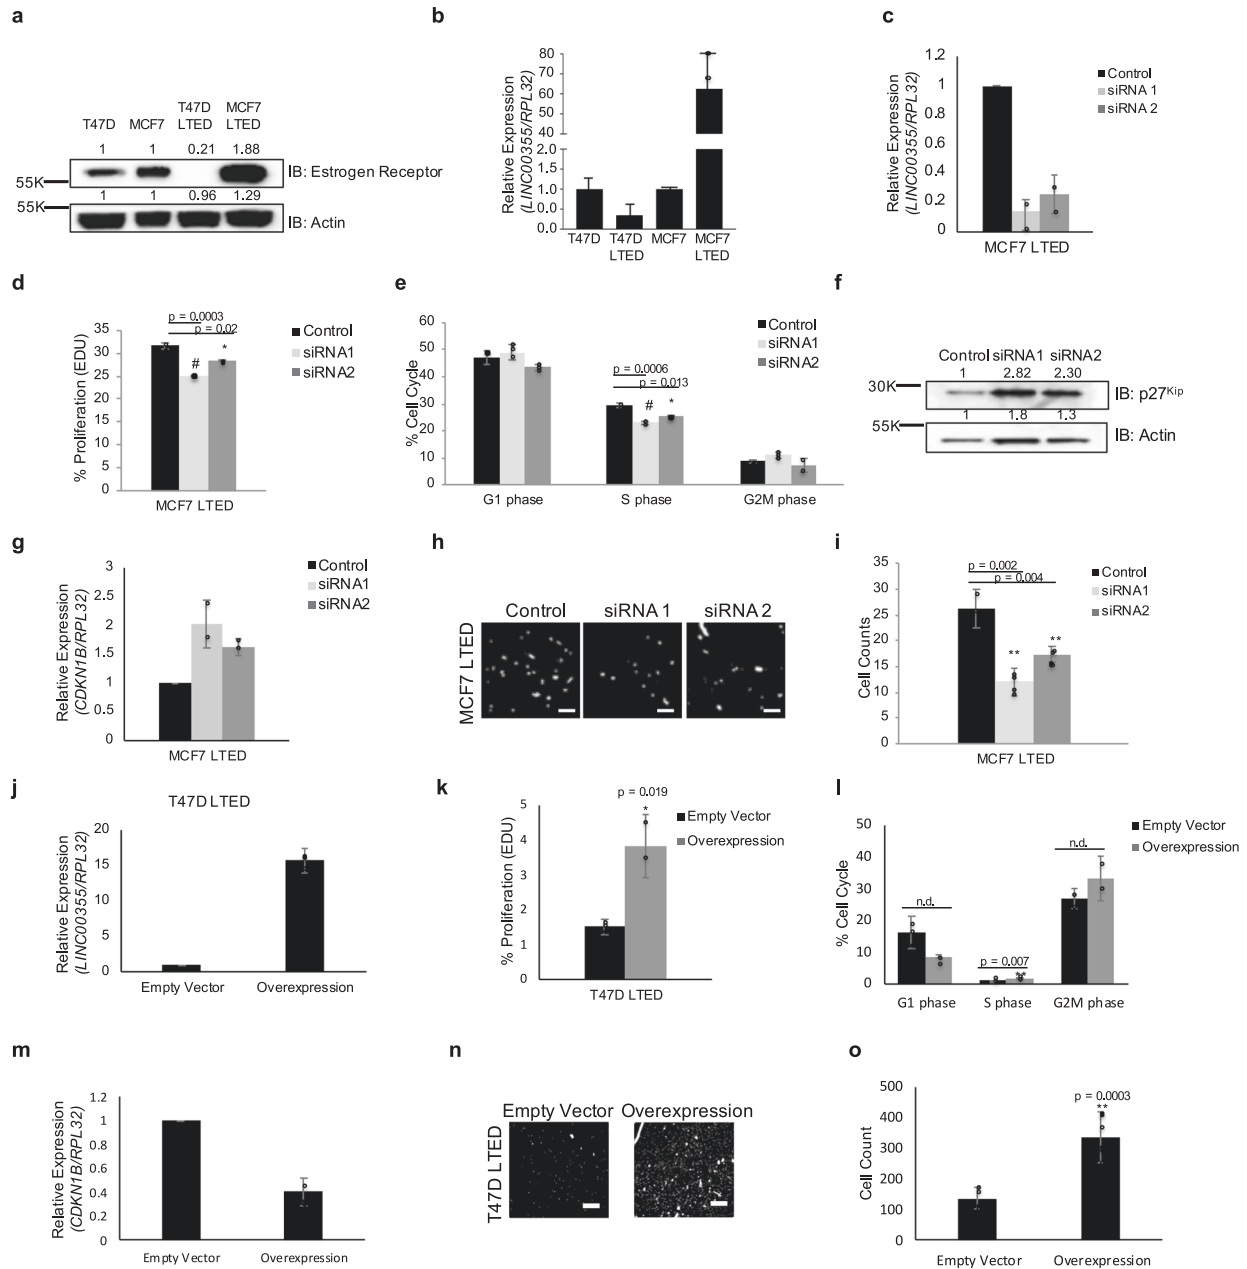 a
T47D MCF7 T47D LTED MCF7 LTED
1 1 0.21 1.88
55K IB: Estrogen Receptor
1 1 0.96 1.29
55K IB: Actin
b
Relative Expression
(LINC00355/RPL32)
80
70
60
50
40
2.0
1.0
0.0
0.0
T47D T47D LTED MCF7 MCF7 LTED
c
Relative Expression
(LINC00355/RPL32)
1.2
1
0.8
0.6
0.4
0.2
0
MCF7 LTED
Control
siRNA 1
siRNA 2
d
% Proliferation (EDU)
35
30
25
20
15
10
5
0
p = 0.0003
p = 0.02
# *
MCF7 LTED
Control
siRNA1
siRNA2
e
% Cell Cycle
60
50
40
30
20
10
0
p = 0.0006
p = 0.013
# *
G1 phase S phase G2M phase
Control
siRNA1
siRNA2
f
Control siRNA1 siRNA2
1 2.82 2.30
30K IB: p27Kip
1 1.8 1.3
55K IB: Actin
g
Relative Expression
(CDKN1B/RPL32)
3
2.5
2
1.5
1
0.5
0
MCF7 LTED
Control
siRNA1
siRNA2
h
Control siRNA 1 siRNA 2
MCF7 LTED
i
Cell Counts
35
30
25
20
15
10
5
0
p = 0.002
p = 0.004
** **
MCF7 LTED
Control
siRNA1
siRNA2
j
T47D LTED
Relative Expression
(LINC00355/RPL32)
20
15
10
5
0
Empty Vector Overexpression
k
% Proliferation (EDU)
5
4
3
2
1
0
p = 0.019
*
T47D LTED
Empty Vector
Overexpression
l
% Cell Cycle
50
40
30
20
10
0
n.d.
p = 0.007
**
n.d.
G1 phase S phase G2M phase
Empty Vector
Overexpression
m
Relative Expression
(CDKN1B/RPL32)
1.2
1
0.8
0.6
0.4
0.2
0
Empty Vector Overexpression
n
Empty Vector Overexpression
T47D LTED
o
Cell Count
500
400
300
200
100
0
p = 0.0003
**
Empty Vector Overexpression